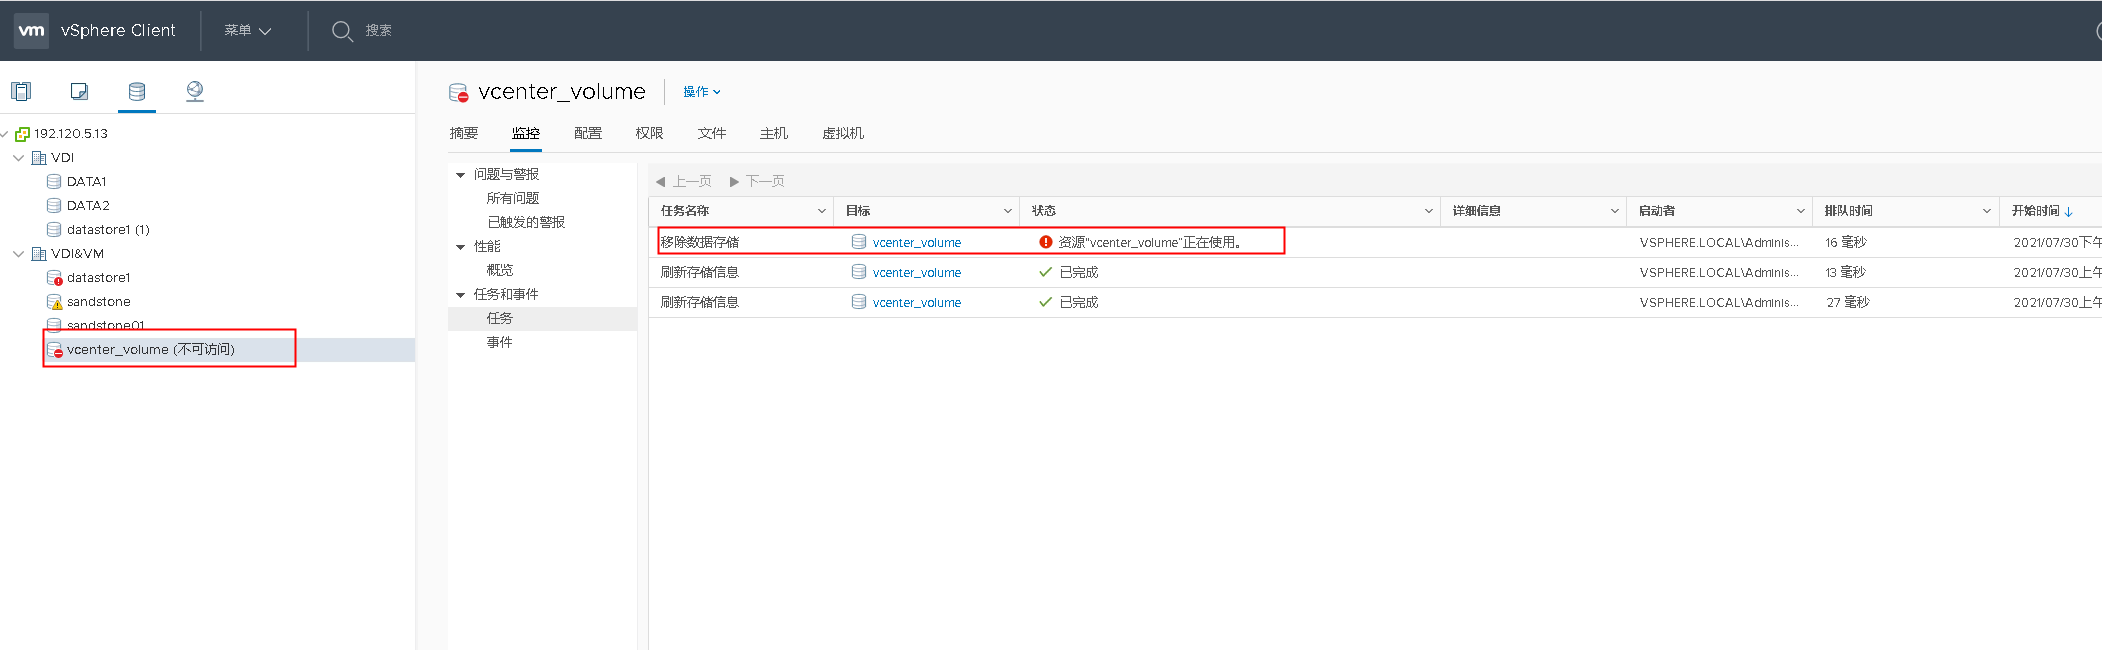 vm vSphere Client 菜单 搜索
192.120.5.13
VDI
DATA1
DATA2
datastore1 (1)
VDI&VM
datastore1
sandstone
sandstone01
vcenter_volume (不可访问)
vcenter_volume 操作
摘要 监控 配置 权限 文件 主机 虚拟机
问题与警报
所有问题
已触发的警报
性能
概览
任务和事件
任务
事件
上一页 下一页
任务名称 目标 状态 详细信息 启动者 排队时间 开始时间
移除数据存储 vcenter_volume 资源"vcenter_volume"正在使用。 VSPHERE.LOCAL\Adminis... 16 毫秒 2021/07/30下午
刷新存储信息 vcenter_volume 已完成 VSPHERE.LOCAL\Adminis... 13 毫秒 2021/07/30上午
刷新存储信息 vcenter_volume 已完成 VSPHERE.LOCAL\Adminis... 27 毫秒 2021/07/30上午